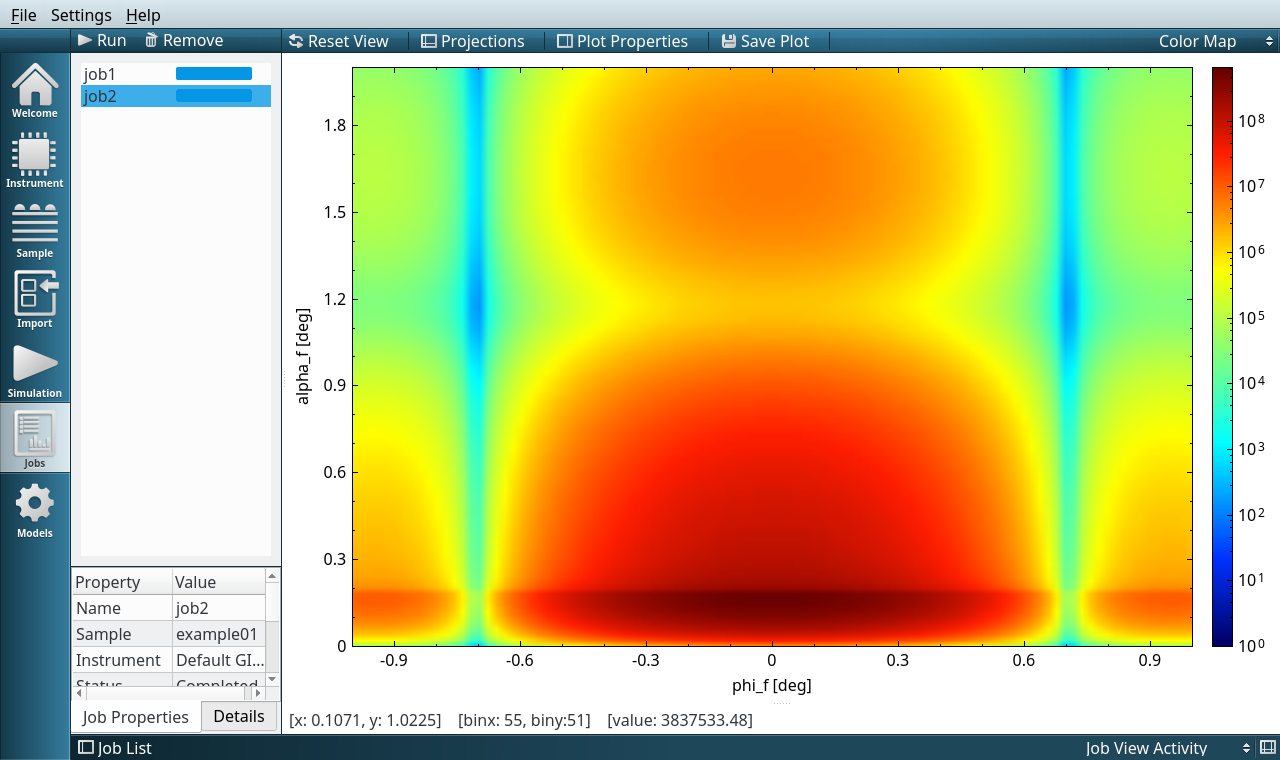 File Settings Help
Run Remove Reset View Projections Plot Properties Save Plot Color Map
Welcome
Instrument
Sample
Import
Simulation
Jobs
Models
job1
job2
Property Value
Name job2
Sample example01
Instrument Default GI...
Status Completed
Job Properties Details
alpha_f [deg]
1.8
1.5
1.2
0.9
0.6
0.3
0
-0.9 -0.6 -0.3 0 0.3 0.6 0.9
phi_f [deg]
10⁸
10⁷
10⁶
10⁵
10⁴
10³
10²
10¹
10⁰
[x: 0.1071, y: 1.0225] [binx: 55, biny:51] [value: 3837533.48]
Job List Job View Activity